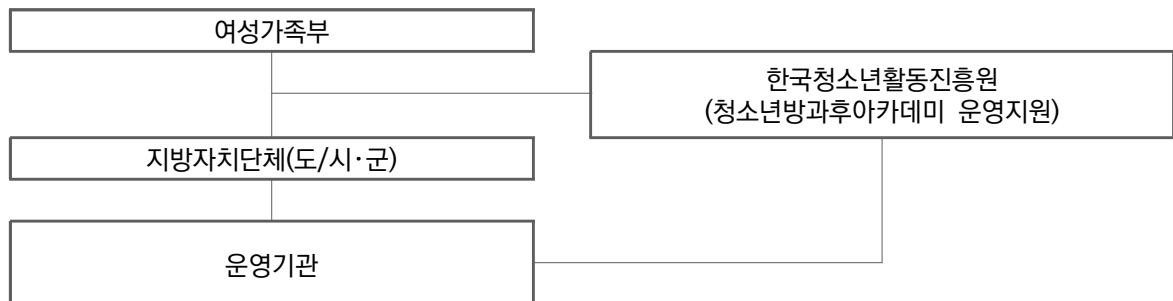 여성가족부
한국청소년활동진흥원
(청소년방과후아카데미 운영지원)
지방자치단체(도/시·군)
운영기관